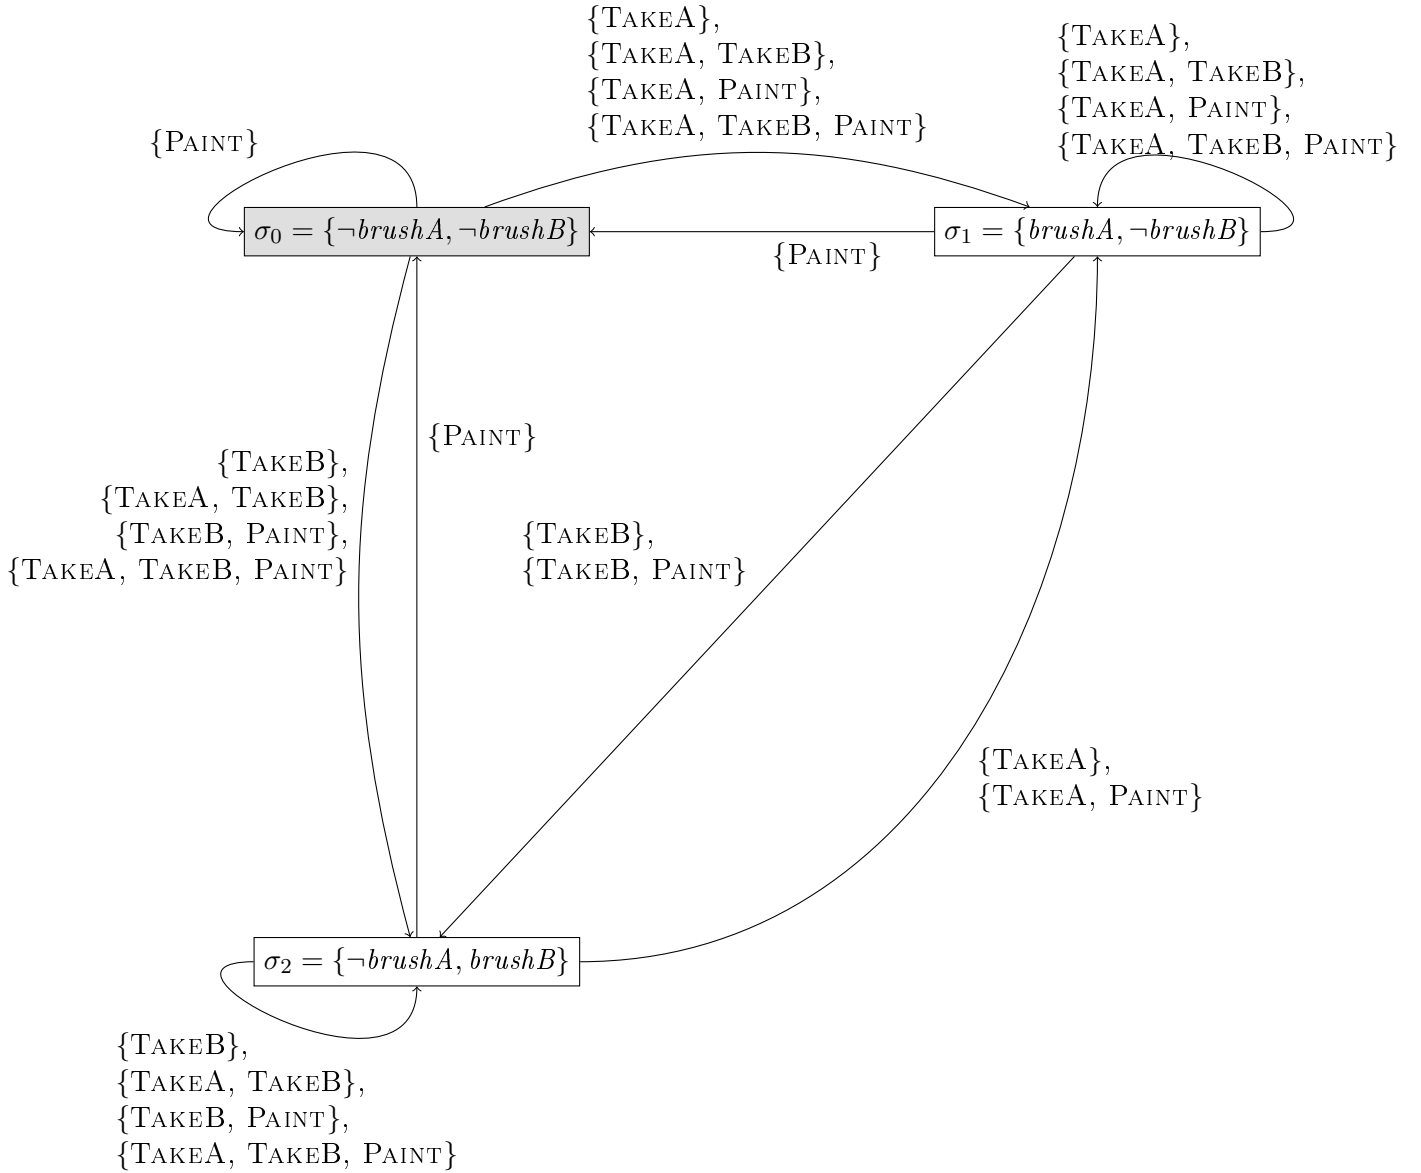 {TakeA},
{TakeA, TakeB},
{TakeA, Paint},
{TakeA, TakeB, Paint}
{TakeA},
{TakeA, TakeB},
{TakeA, Paint},
{TakeA, TakeB, Paint}
{Paint}
σ₀ = {¬brushA, ¬brushB}
σ₁ = {brushA, ¬brushB}
{Paint}
{Paint}
{TakeB},
{TakeA, TakeB},
{TakeB, Paint},
{TakeA, TakeB, Paint}
{TakeB},
{TakeB, Paint}
{TakeA},
{TakeA, Paint}
σ₂ = {¬brushA, brushB}
{TakeB},
{TakeA, TakeB},
{TakeB, Paint},
{TakeA, TakeB, Paint}